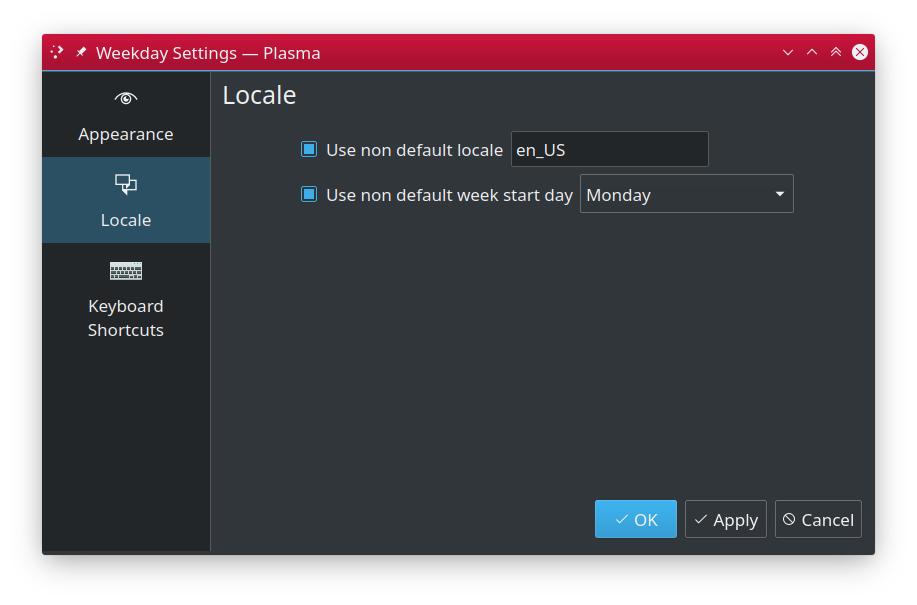 Weekday Settings — Plasma
Appearance
Locale
Keyboard
Shortcuts
Locale
Use non default locale en_US
Use non default week start day Monday
OK Apply Cancel